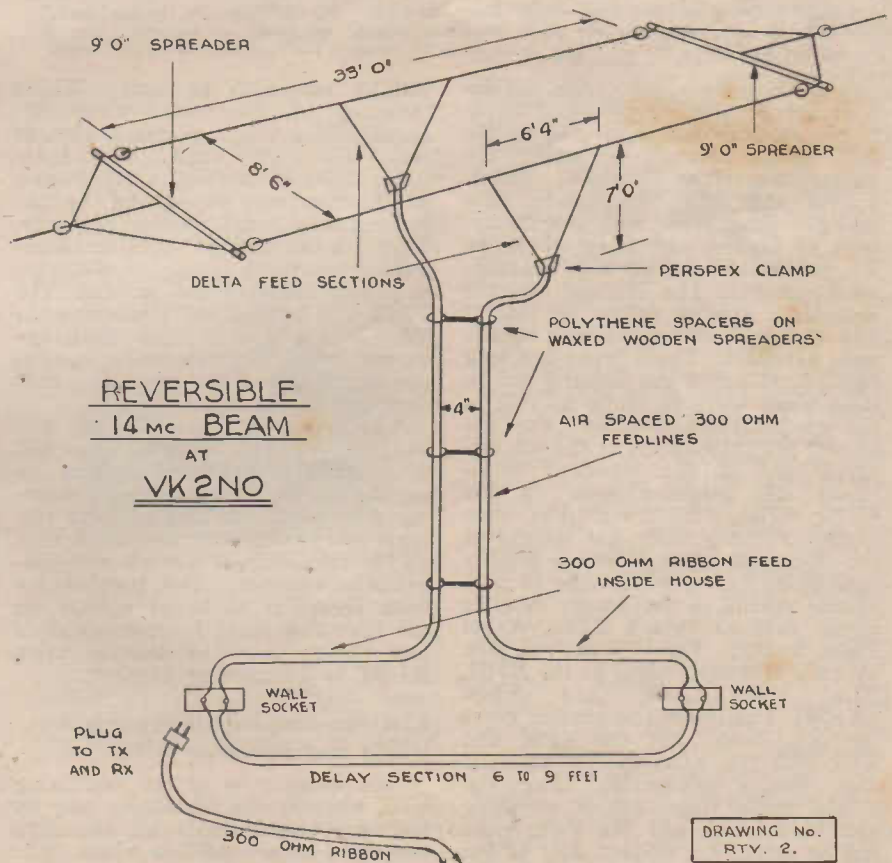 9' 0" SPREADER
33' 0"
6' 4"
9' 0" SPREADER
8' 6"
7' 0"
DELTA FEED SECTIONS
PERSPEX CLAMP
POLYTHENE SPACERS ON
WAXED WOODEN SPREADERS
REVERSIBLE
14 MC BEAM
AT
VK2NO
4"
AIR SPACED 300 OHM
FEEDLINES
300 OHM RIBBON FEED
INSIDE HOUSE
WALL
SOCKET
WALL
SOCKET
PLUG
TO TX
AND RX
DELAY SECTION 6 TO 9 FEET
300 OHM RIBBON
DRAWING No.
RTV. 2.